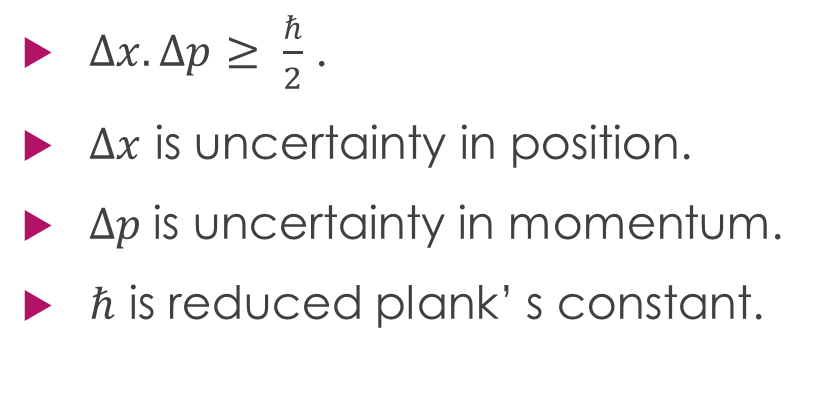 ▶ Δx. Δp ≥ ℏ/2 .
▶ Δx is uncertainty in position.
▶ Δp is uncertainty in momentum.
▶ ℏ is reduced plank’ s constant.